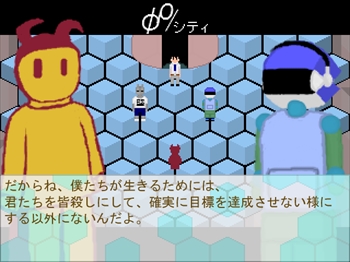 φ%シティ
だからね、僕たちが生きるためには、
君たちを皆殺しにして、確実に目標を達成させない様に
する以外にないんだよ。